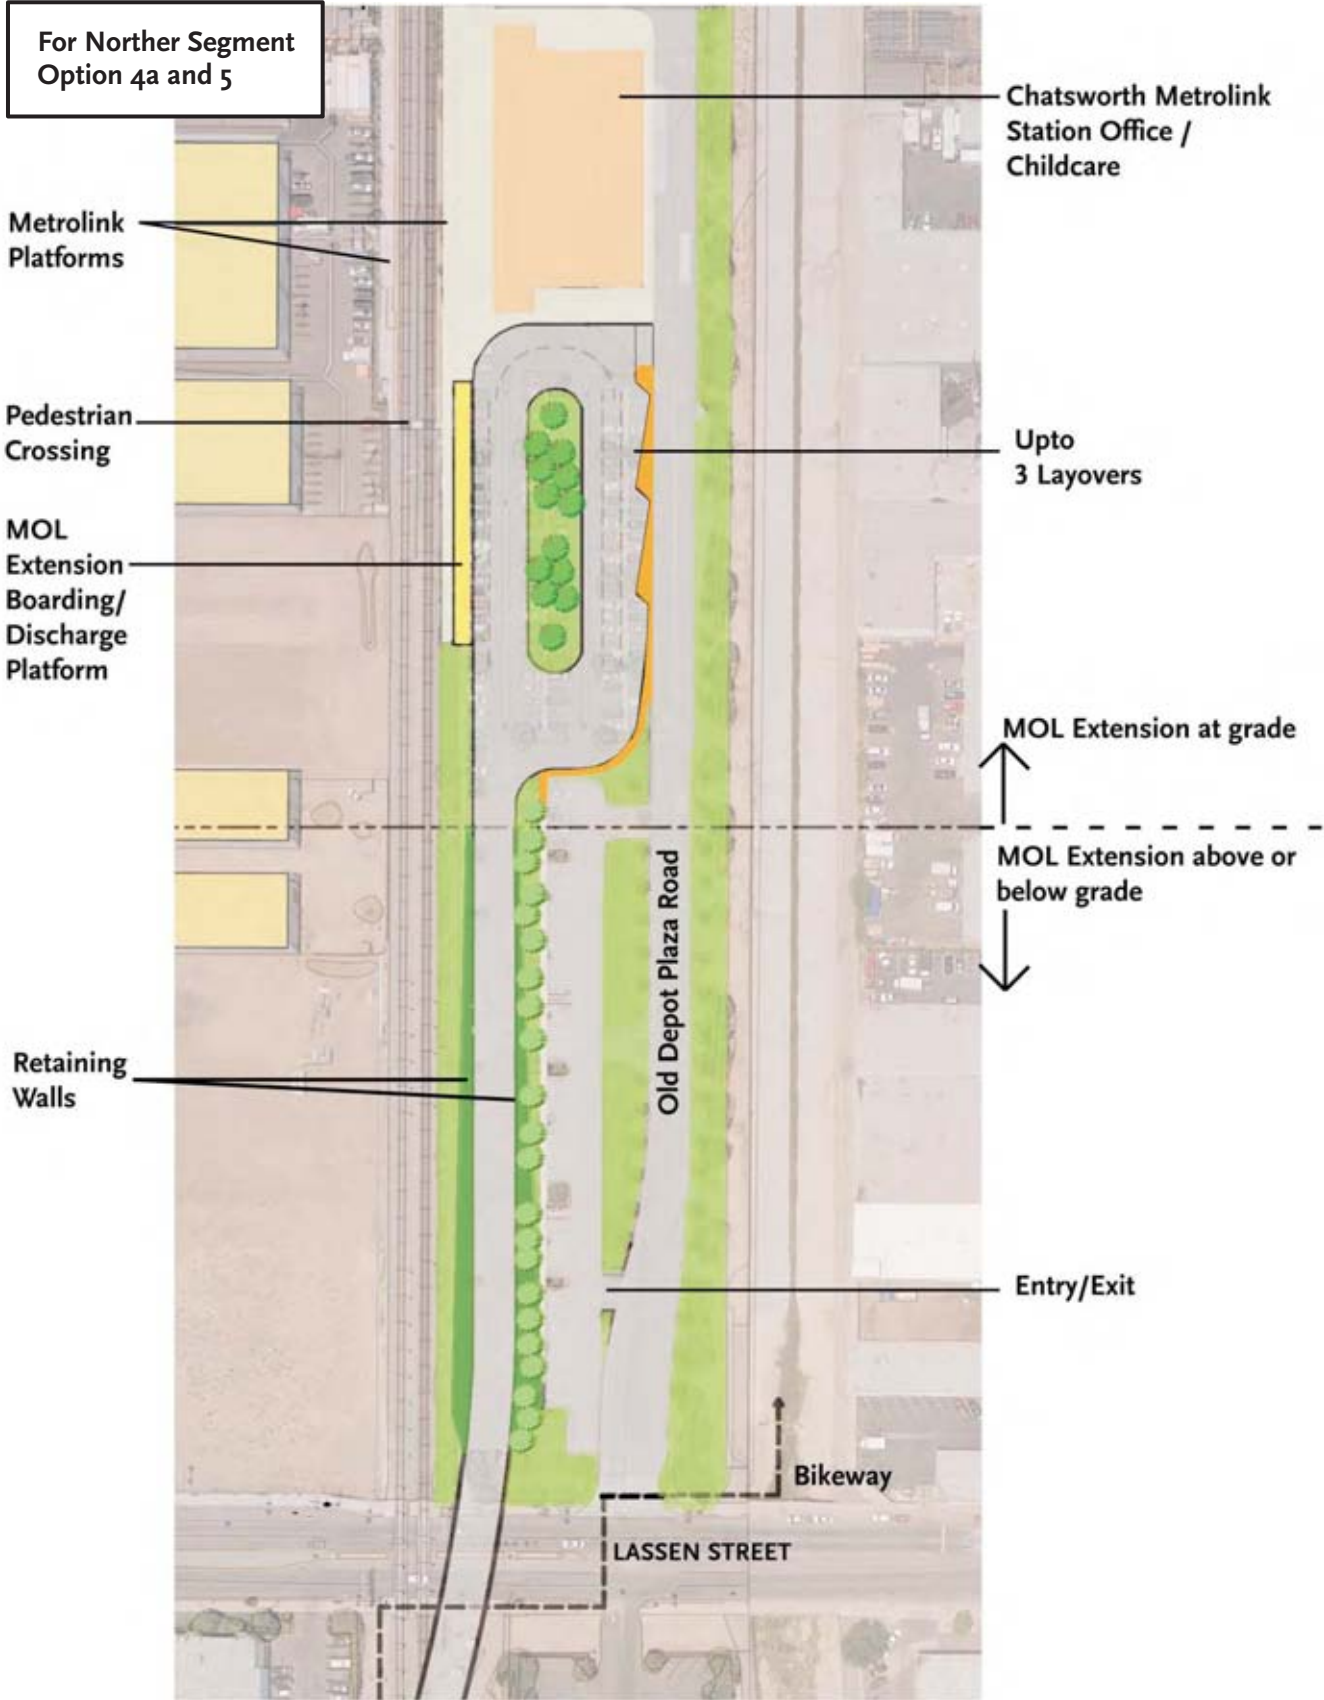 For Norther Segment
Option 4a and 5
Chatsworth Metrolink
Station Office /
Childcare
Metrolink
Platforms
Pedestrian
Crossing
Upto
3 Layovers
MOL
Extension
Boarding/
Discharge
Platform
MOL Extension at grade
MOL Extension above or
below grade
Old Depot Plaza Road
Retaining
Walls
Entry/Exit
Bikeway
LASSEN STREET